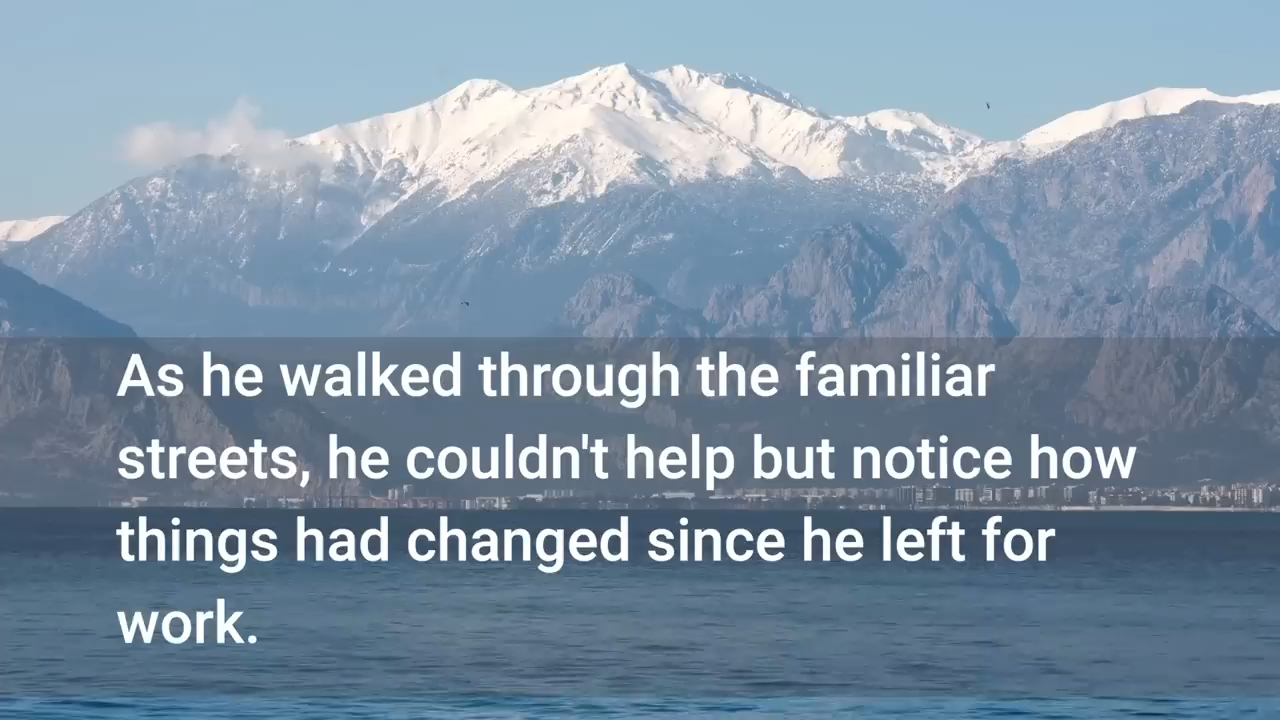 As he walked through the familiar
streets, he couldn't help but notice how
things had changed since he left for
work.